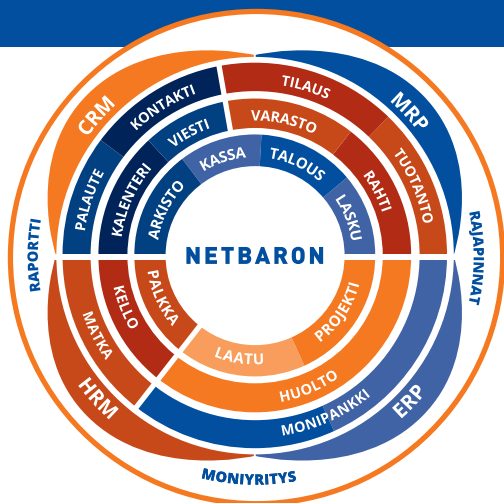 CRM
MRP
KONTAKTI
TILAUS
PALAUTE
KALENTERI
VIESTI
VARASTO
TUOTANTO
RAHTI
ARKISTO
KASSA
TALOUS
LASKU
NETBARON
RAPORTTI
RAJAPINNAT
PALKKA
KELLO
MATKA
PROJEKTI
LAATU
HUOLTO
MONIPANKKI
HRM
ERP
MONIYRITYS